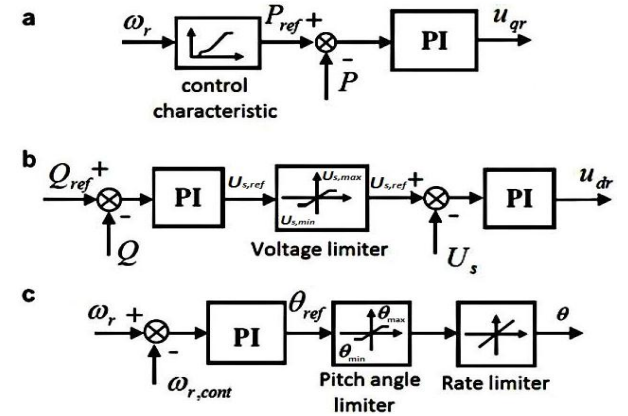 a
ω_r
P_ref +
PI
u_qr
-
P
control
characteristic
b
Q_ref +
PI
U_s,ref
U_s,max
U_s,min
U_s,ref +
PI
u_dr
-
Q
-
U_s
Voltage limiter
c
ω_r +
PI
θ_ref
θ_max
θ_min
θ
-
ω_r,cont
Pitch angle
limiter
Rate limiter